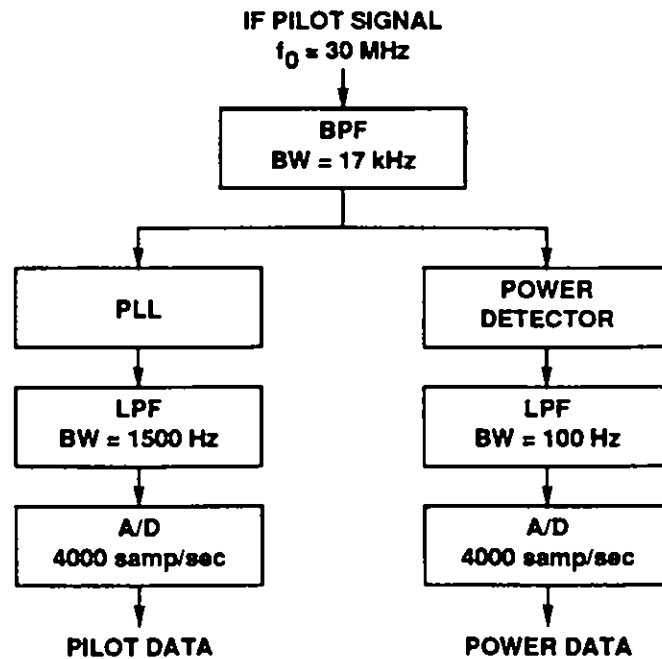 IF PILOT SIGNAL
f0 = 30 MHz
BPF
BW = 17 kHz
PLL
POWER
DETECTOR
LPF
BW = 1500 Hz
LPF
BW = 100 Hz
A/D
4000 samp/sec
A/D
4000 samp/sec
PILOT DATA
POWER DATA